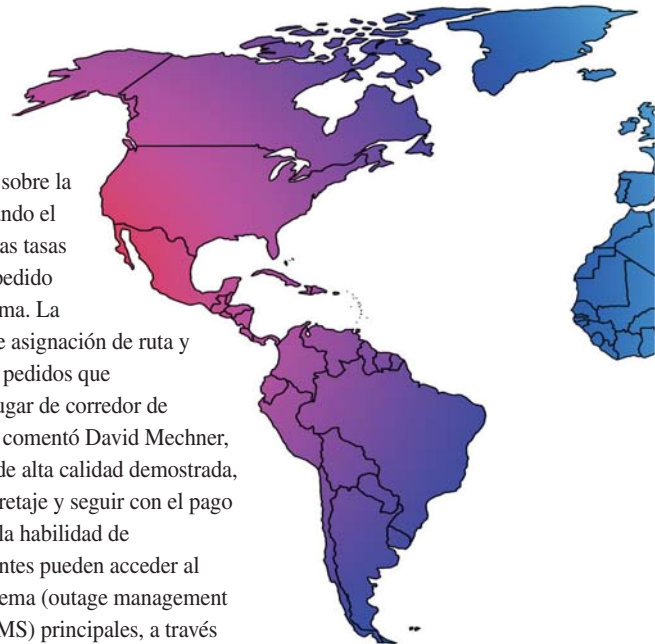 sobre la
ndo el
as tasas
pedido
ma. La
e asignación de ruta y
pedidos que
ugar de corredor de
comentó David Mechner,
de alta calidad demostrada,
retaje y seguir con el pago
la habilidad de
ntes pueden acceder al
ema (outage management
MS) principales, a través